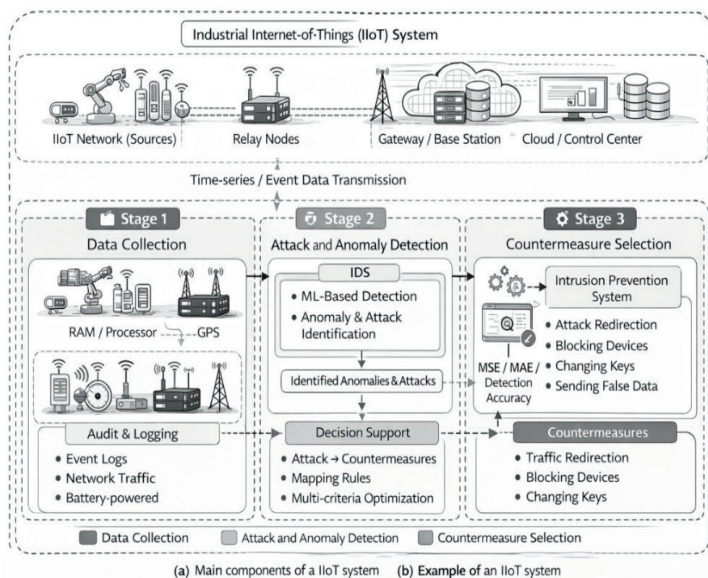 Industrial Internet-of-Things (IIoT) System
IIoT Network (Sources)
Relay Nodes
Gateway / Base Station
Cloud / Control Center
Time-series / Event Data Transmission
Stage 1
Data Collection
RAM / Processor
GPS
Audit & Logging
• Event Logs
• Network Traffic
• Battery-powered
Stage 2
Attack and Anomaly Detection
IDS
• ML-Based Detection
• Anomaly & Attack
Identification
Identified Anomalies & Attacks
Decision Support
• Attack → Countermeasures
• Mapping Rules
• Multi-criteria Optimization
Stage 3
Countermeasure Selection
Intrusion Prevention
System
• Attack Redirection
• Blocking Devices
• Changing Keys
• Sending False Data
MSE / MAE /
Detection
Accuracy
Countermeasures
• Traffic Redirection
• Blocking Devices
• Changing Keys
Data Collection
Attack and Anomaly Detection
Countermeasure Selection
(a) Main components of a IIoT system (b) Example of an IIoT system